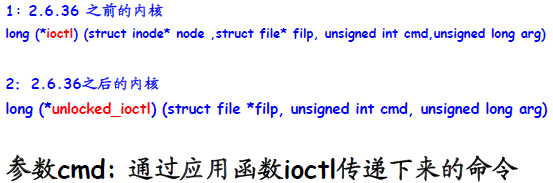 1：2.6.36 之前的内核
long (*ioctl) (struct inode* node ,struct file* filp, unsigned int cmd,unsigned long arg)
2：2.6.36之后的内核
long (*unlocked_ioctl) (struct file *filp, unsigned int cmd, unsigned long arg)
参数cmd: 通过应用函数ioctl传递下来的命令